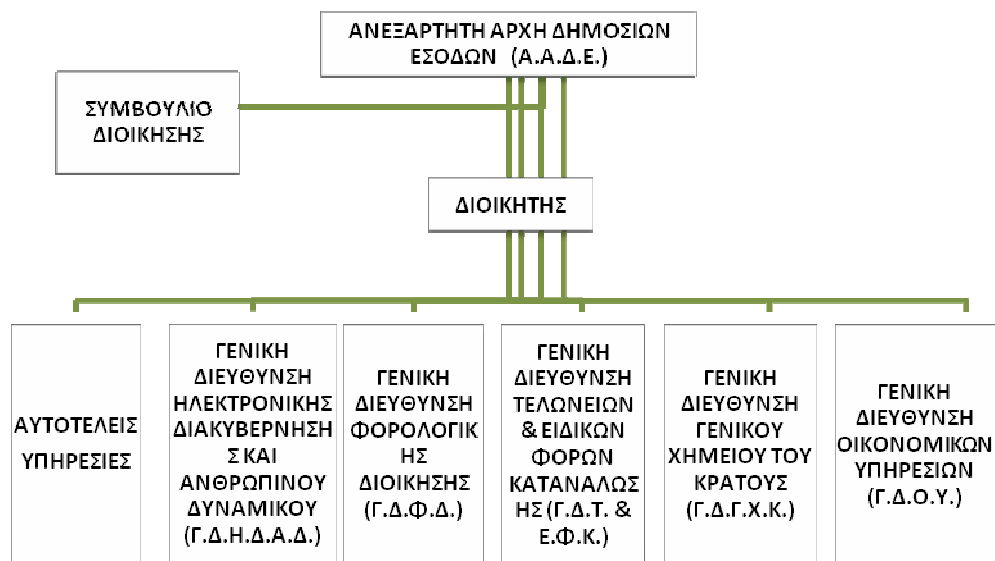 ΑΝΕΞΑΡΤΗΤΗ ΑΡΧΗ ΔΗΜΟΣΙΩΝ
ΕΣΟΔΩΝ (Α.Α.Δ.Ε.)
ΣΥΜΒΟΥΛΙΟ
ΔΙΟΙΚΗΣΗΣ
ΔΙΟΙΚΗΤΗΣ
ΑΥΤΟΤΕΛΕΙΣ
ΥΠΗΡΕΣΙΕΣ
ΓΕΝΙΚΗ
ΔΙΕΥΘΥΝΣΗ
ΗΛΕΚΤΡΟΝΙΚΗΣ
ΔΙΑΚΥΒΕΡΝΗΣΗ
Σ ΚΑΙ
ΑΝΘΡΩΠΙΝΟΥ
ΔΥΝΑΜΙΚΟΥ
(Γ.Δ.Η.Δ.Α.Δ.)
ΓΕΝΙΚΗ
ΔΙΕΥΘΥΝΣΗ
ΦΟΡΟΛΟΓΙΚ
ΗΣ
ΔΙΟΙΚΗΣΗΣ
(Γ.Δ.Φ.Δ.)
ΓΕΝΙΚΗ
ΔΙΕΥΘΥΝΣΗ
ΤΕΛΩΝΕΙΩΝ
& ΕΙΔΙΚΩΝ
ΦΟΡΩΝ
ΚΑΤΑΝΑΛΩΣ
ΗΣ (Γ.Δ.Τ. &
Ε.Φ.Κ.)
ΓΕΝΙΚΗ
ΔΙΕΥΘΥΝΣΗ
ΓΕΝΙΚΟΥ
ΧΗΜΕΙΟΥ ΤΟΥ
ΚΡΑΤΟΥΣ
(Γ.Δ.Γ.Χ.Κ.)
ΓΕΝΙΚΗ
ΔΙΕΥΘΥΝΣΗ
ΟΙΚΟΝΟΜΙΚΩΝ
ΥΠΗΡΕΣΙΩΝ
(Γ.Δ.Ο.Υ.)